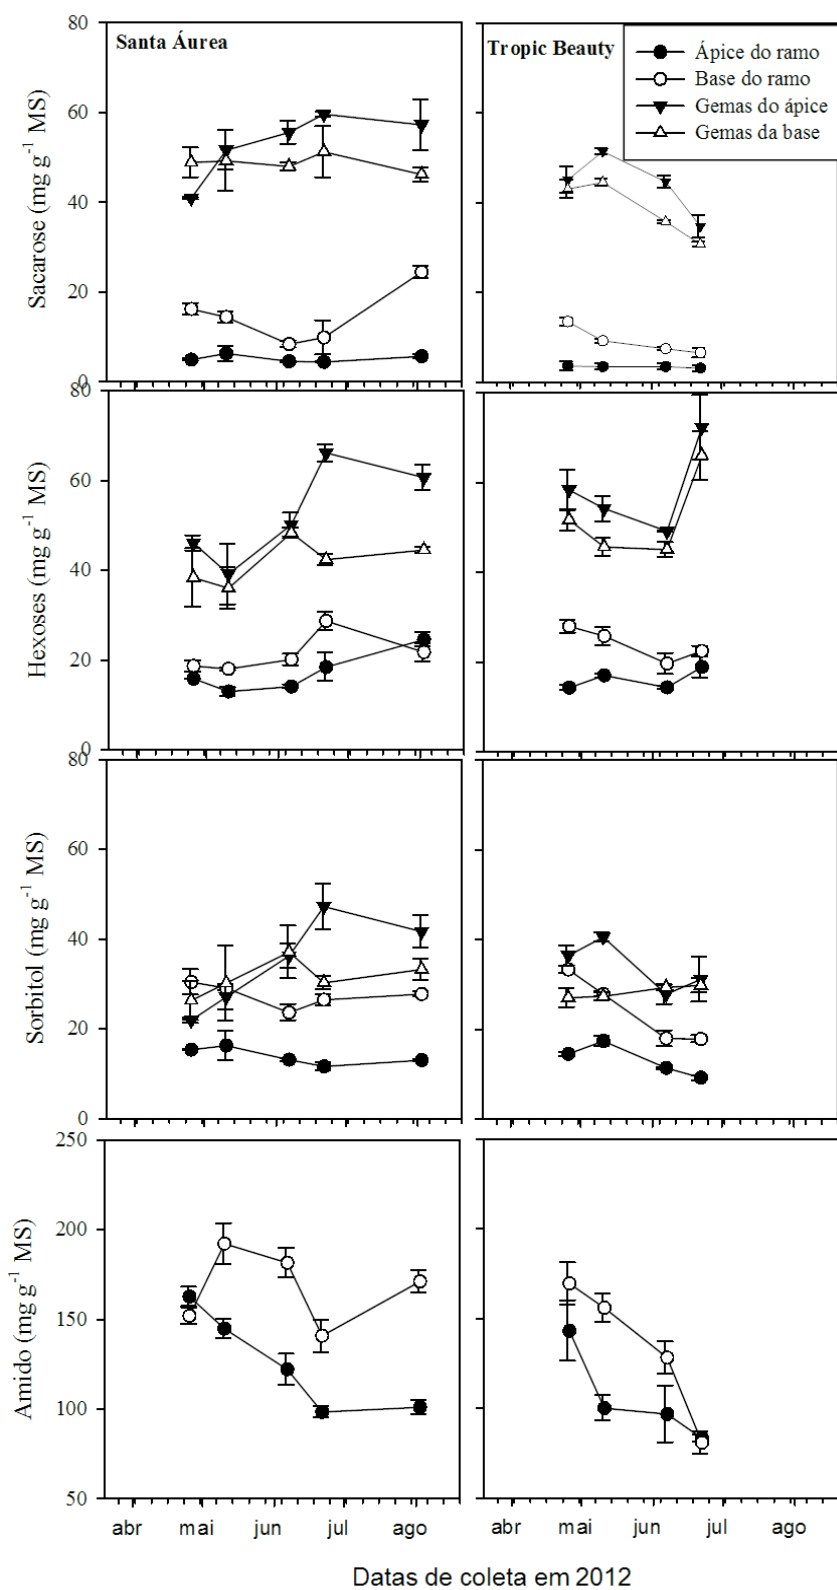 Santa Áurea
Tropic Beauty
Ápice do ramo
Base do ramo
Gemas do ápice
Gemas da base
Sacarose (mg g⁻¹ MS)
80
60
40
20
0
Hexoses (mg g⁻¹ MS)
80
60
40
20
0
Sorbitol (mg g⁻¹ MS)
80
60
40
20
0
Amido (mg g⁻¹ MS)
250
200
150
100
50
abr mai jun jul ago
abr mai jun jul ago
Datas de coleta em 2012